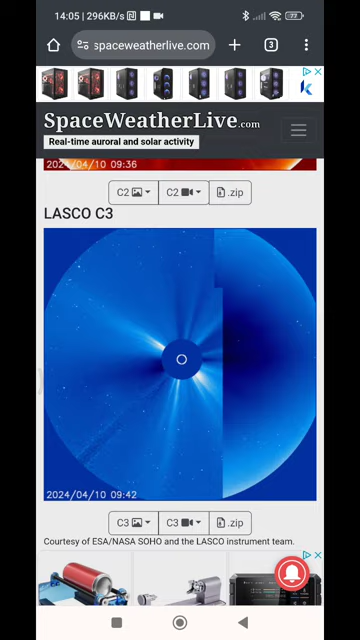 14:05 | 296KB/s
77
spaceweatherlive.com
3
SpaceWeatherLive.com
Real-time auroral and solar activity
2024/04/10 09:36
C2
C2
.zip
LASCO C3
2024/04/10 09:42
C3
C3
.zip
Courtesy of ESA/NASA SOHO and the LASCO instrument team.